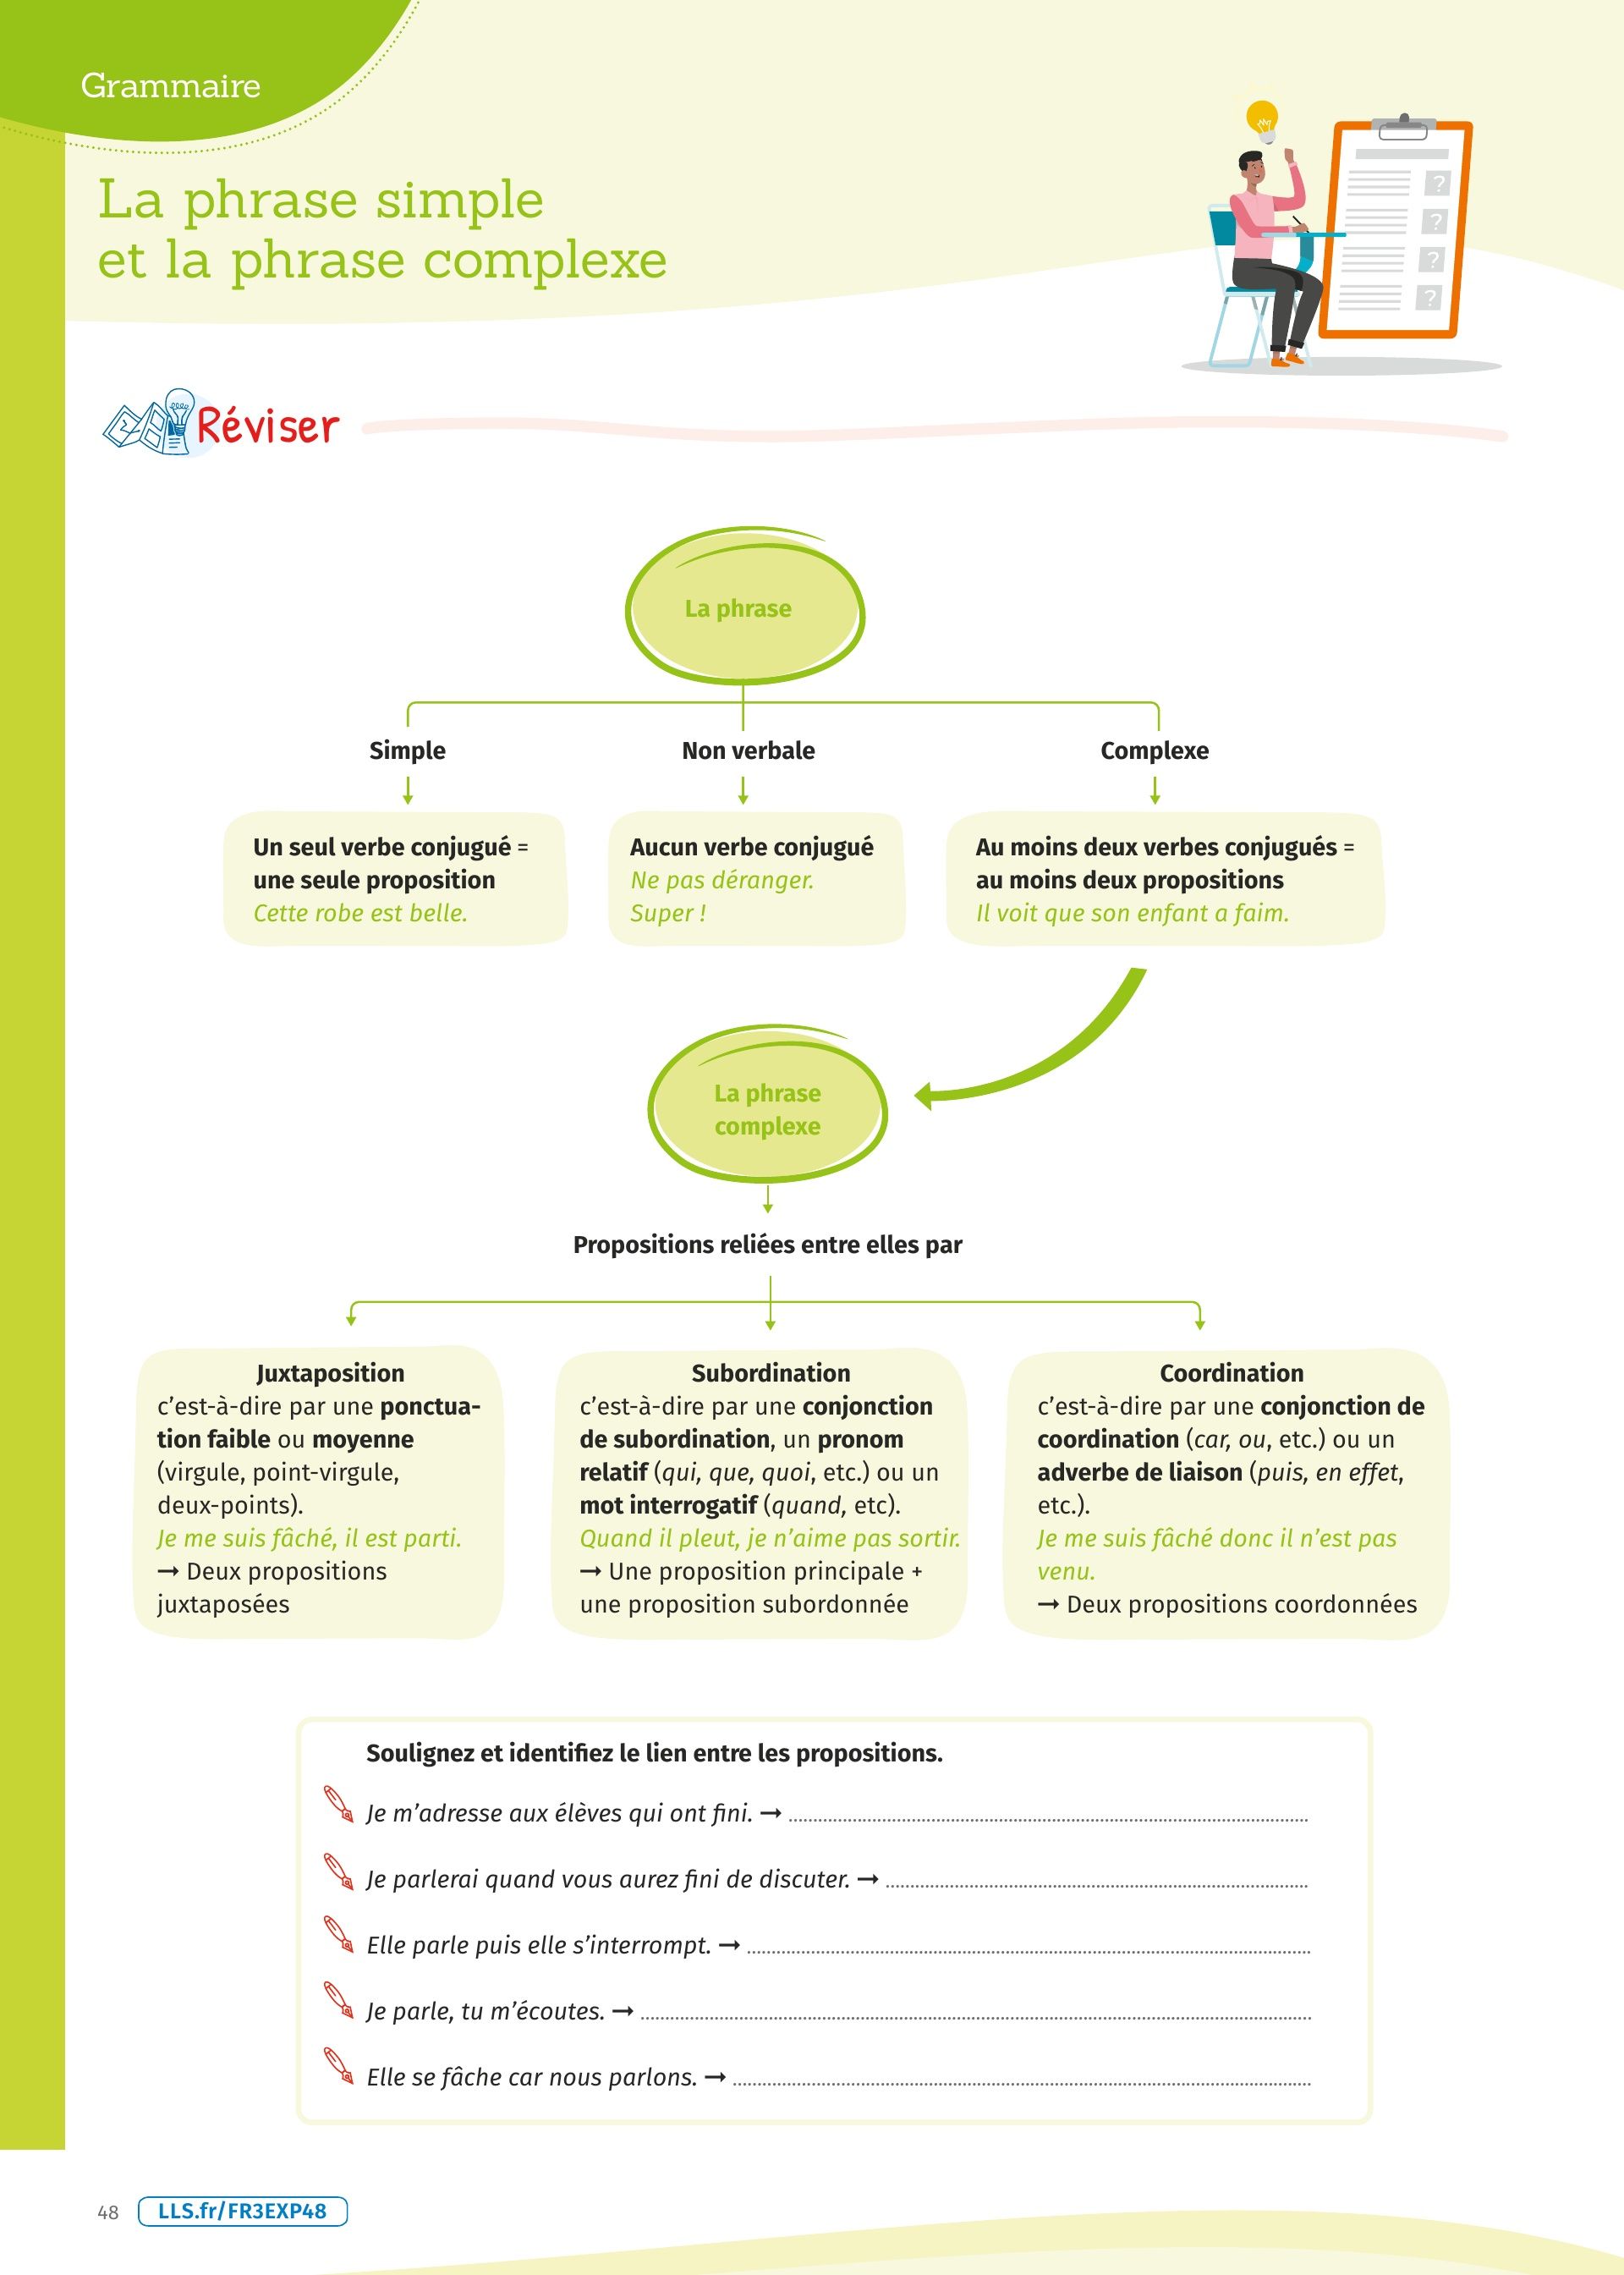 Grammaire
La phrase simple
et la phrase complexe
Réviser
La phrase
Simple
Non verbale
Complexe
Un seul verbe conjugué =
une seule proposition
Cette robe est belle.
Aucun verbe conjugué
Ne pas déranger.
Super !
Au moins deux verbes conjugués =
au moins deux propositions
Il voit que son enfant a faim.
La phrase
complexe
Propositions reliées entre elles par
Juxtaposition
c'est-à-dire par une ponctua-
tion faible ou moyenne
(virgule, point-virgule,
deux-points).
Je me suis fâché, il est parti.
→ Deux propositions
juxtaposées
Subordination
c'est-à-dire par une conjonction
de subordination, un pronom
relatif (qui, que, quoi, etc.) ou un
mot interrogatif (quand, etc).
Quand il pleut, je n'aime pas sortir.
→ Une proposition principale +
une proposition subordonnée
Coordination
c'est-à-dire par une conjonction de
coordination (car, ou, etc.) ou un
adverbe de liaison (puis, en effet,
etc.).
Je me suis fâché donc il n'est pas
venu.
→ Deux propositions coordonnées
Soulignez et identifiez le lien entre les propositions.
Je m'adresse aux élèves qui ont fini. →
Je parlerai quand vous aurez fini de discuter. →
Elle parle puis elle s'interrompt. →
Je parle, tu m'écoutes. →
Elle se fâche car nous parlons. →
48 LLS.fr/FR3EXP48